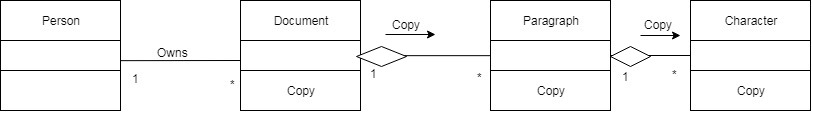 Person
Document
Copy
Paragraph
Copy
Character
Owns
1
*
1
*
1
*
Copy
Copy
Copy